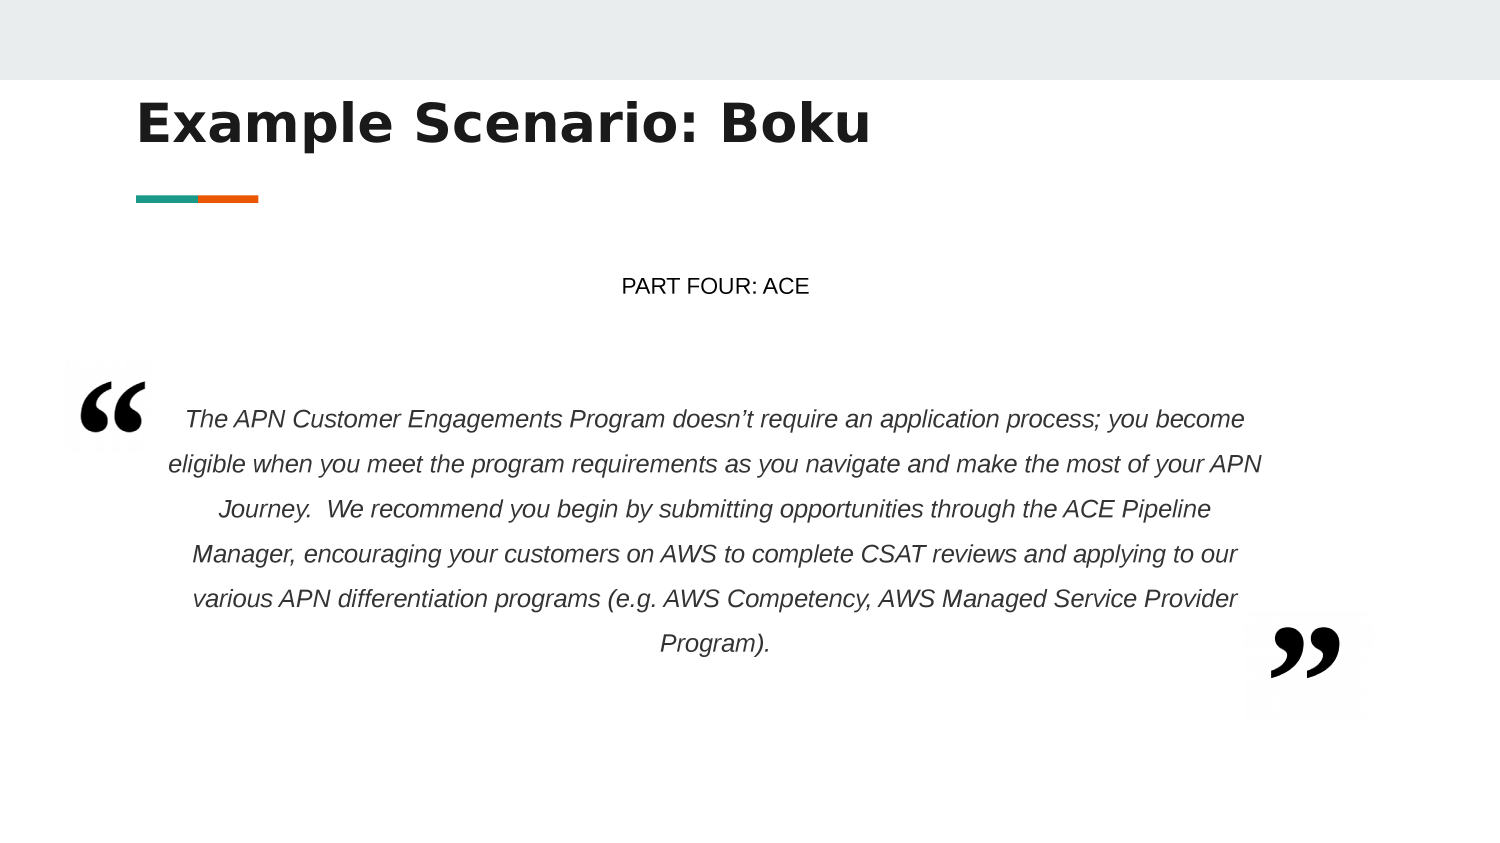 Example Scenario: Boku
PART FOUR: ACE
“
The APN Customer Engagements Program doesn’t require an application process; you become
eligible when you meet the program requirements as you navigate and make the most of your APN
Journey.  We recommend you begin by submitting opportunities through the ACE Pipeline
Manager, encouraging your customers on AWS to complete CSAT reviews and applying to our
various APN differentiation programs (e.g. AWS Competency, AWS Managed Service Provider
Program).
”